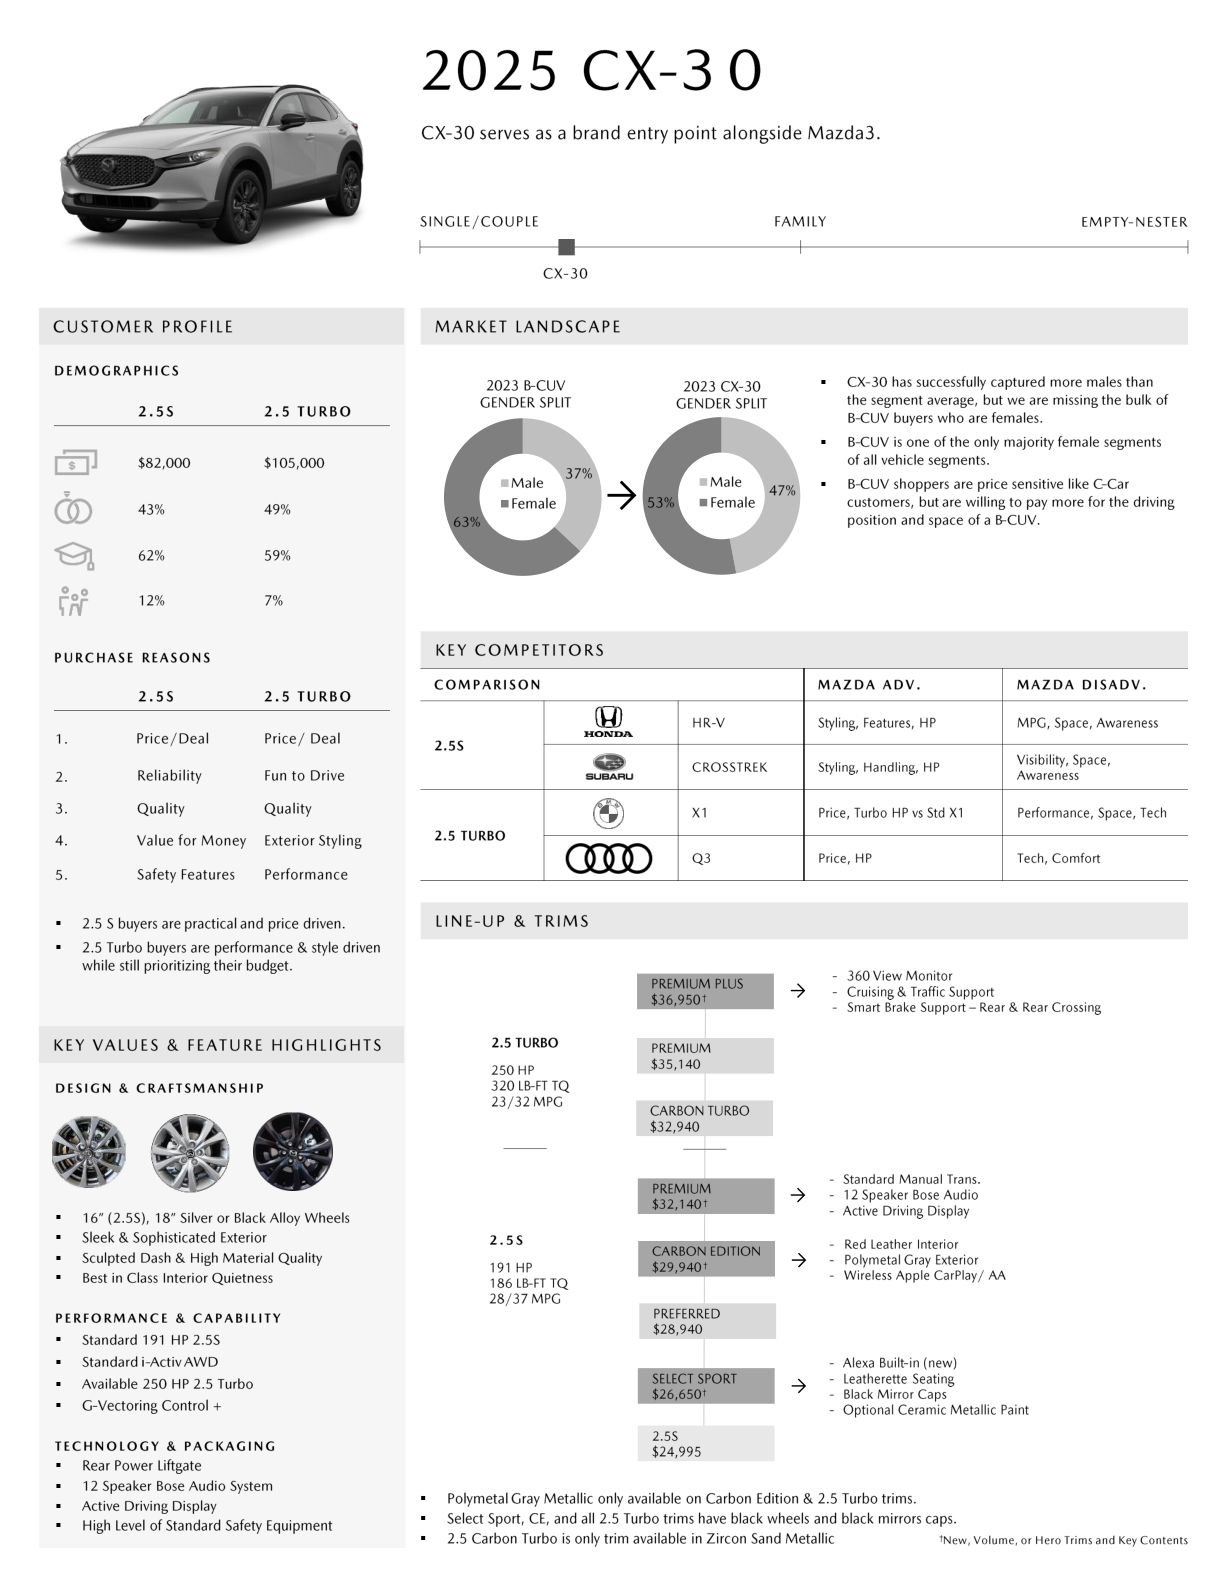 2025 CX-30
CX-30 serves as a brand entry point alongside Mazda3.
SINGLE/COUPLE
FAMILY
EMPTY-NESTER
CX-30
CUSTOMER PROFILE
DEMOGRAPHICS
2.5S 2.5 TURBO
$82,000 $105,000
43% 49%
62% 59%
12% 7%
PURCHASE REASONS
2.5S 2.5 TURBO
1. Price/Deal Price/ Deal
2. Reliability Fun to Drive
3. Quality Quality
4. Value for Money Exterior Styling
5. Safety Features Performance
▪ 2.5 S buyers are practical and price driven.
▪ 2.5 Turbo buyers are performance & style driven
while still prioritizing their budget.
KEY VALUES & FEATURE HIGHLIGHTS
DESIGN & CRAFTSMANSHIP
▪ 16” (2.5S), 18” Silver or Black Alloy Wheels
▪ Sleek & Sophisticated Exterior
▪ Sculpted Dash & High Material Quality
▪ Best in Class Interior Quietness
PERFORMANCE & CAPABILITY
▪ Standard 191 HP 2.5S
▪ Standard i-Activ AWD
▪ Available 250 HP 2.5 Turbo
▪ G-Vectoring Control +
TECHNOLOGY & PACKAGING
▪ Rear Power Liftgate
▪ 12 Speaker Bose Audio System
▪ Active Driving Display
▪ High Level of Standard Safety Equipment
MARKET LANDSCAPE
2023 B-CUV
GENDER SPLIT
Male
Female
37%
63%
2023 CX-30
GENDER SPLIT
Male
Female
47%
53%
▪ CX-30 has successfully captured more males than
the segment average, but we are missing the bulk of
B-CUV buyers who are females.
▪ B-CUV is one of the only majority female segments
of all vehicle segments.
▪ B-CUV shoppers are price sensitive like C-Car
customers, but are willing to pay more for the driving
position and space of a B-CUV.
KEY COMPETITORS
COMPARISON MAZDA ADV. MAZDA DISADV.
2.5S
HONDA HR-V Styling, Features, HP MPG, Space, Awareness
SUBARU CROSSTREK Styling, Handling, HP Visibility, Space,
Awareness
2.5 TURBO
BMW X1 Price, Turbo HP vs Std X1 Performance, Space, Tech
Q3 Price, HP Tech, Comfort
LINE-UP & TRIMS
2.5 TURBO
250 HP
320 LB-FT TQ
23/32 MPG
PREMIUM PLUS
$36,950†
- 360 View Monitor
- Cruising & Traffic Support
- Smart Brake Support – Rear & Rear Crossing
PREMIUM
$35,140
CARBON TURBO
$32,940
2.5S
191 HP
186 LB-FT TQ
28/37 MPG
PREMIUM
$32,140†
- Standard Manual Trans.
- 12 Speaker Bose Audio
- Active Driving Display
CARBON EDITION
$29,940†
- Red Leather Interior
- Polymetal Gray Exterior
- Wireless Apple CarPlay/ AA
PREFERRED
$28,940
SELECT SPORT
$26,650†
- Alexa Built-in (new)
- Leatherette Seating
- Black Mirror Caps
- Optional Ceramic Metallic Paint
2.5S
$24,995
▪ Polymetal Gray Metallic only available on Carbon Edition & 2.5 Turbo trims.
▪ Select Sport, CE, and all 2.5 Turbo trims have black wheels and black mirrors caps.
▪ 2.5 Carbon Turbo is only trim available in Zircon Sand Metallic
†New, Volume, or Hero Trims and Key Contents